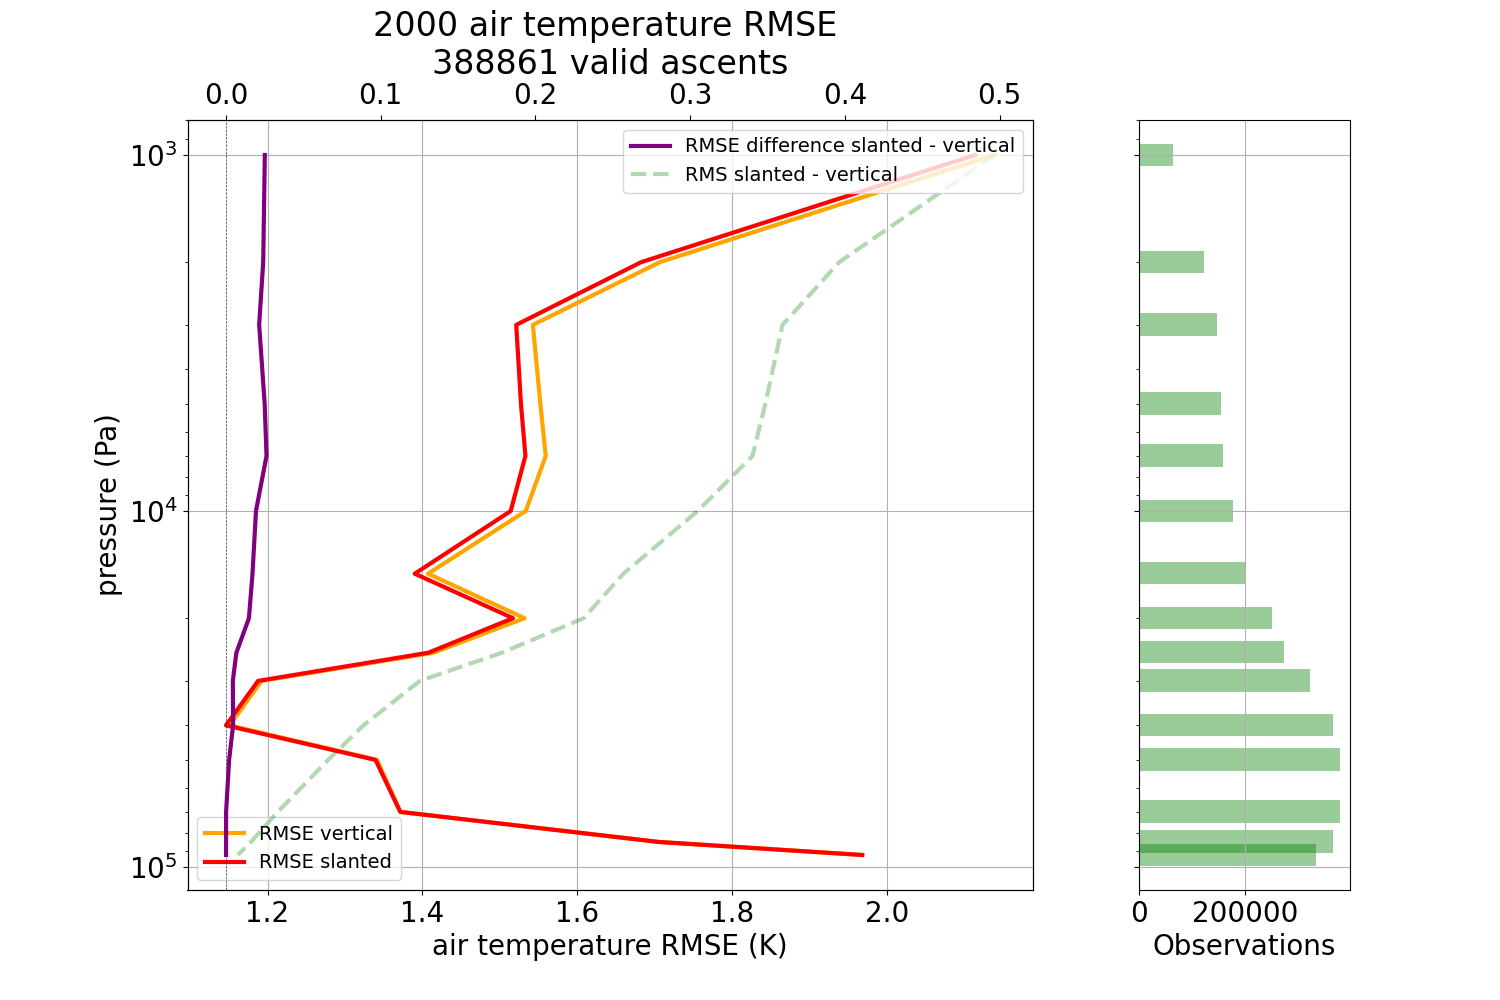 2000 air temperature RMSE
388861 valid ascents
0.0 0.1 0.2 0.3 0.4 0.5
RMSE difference slanted - vertical
RMS slanted - vertical
10³
10⁴
10⁵
pressure (Pa)
RMSE vertical
RMSE slanted
1.2 1.4 1.6 1.8 2.0
air temperature RMSE (K)
0 200000
Observations